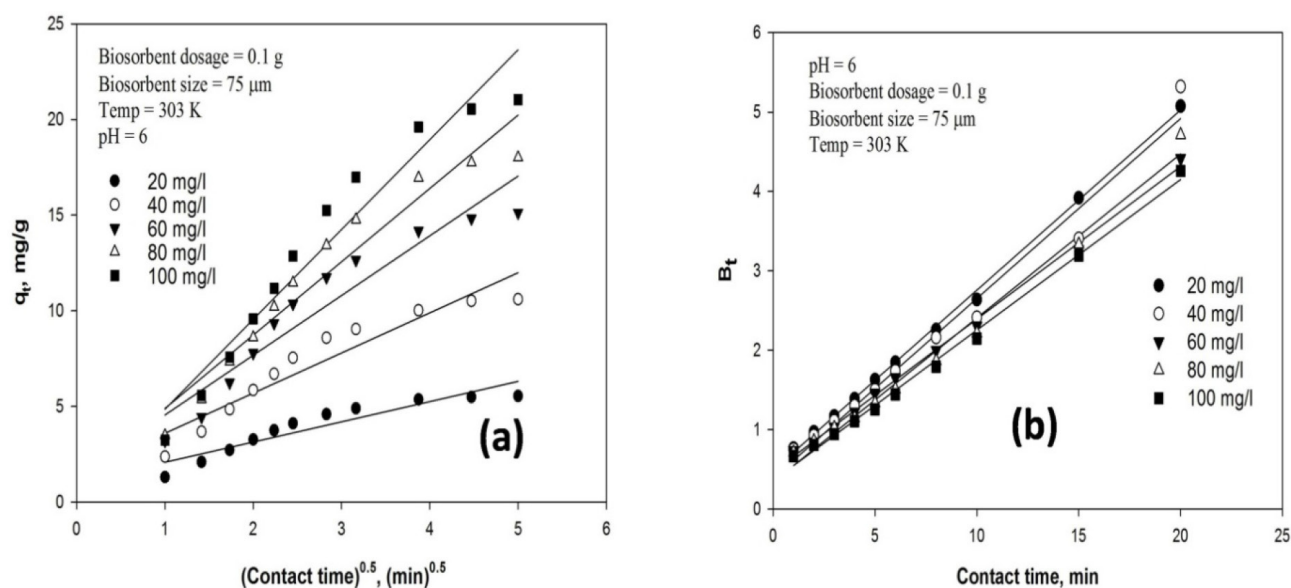 25
20
15
10
5
0
q_t, mg/g
Biosorbent dosage = 0.1 g
Biosorbent size = 75 µm
Temp = 303 K
pH = 6
20 mg/l
40 mg/l
60 mg/l
80 mg/l
100 mg/l
(a)
0 1 2 3 4 5 6
(Contact time)^0.5, (min)^0.5
6
5
4
3
2
1
0
B_t
pH = 6
Biosorbent dosage = 0.1 g
Biosorbent size = 75 µm
Temp = 303 K
20 mg/l
40 mg/l
60 mg/l
80 mg/l
100 mg/l
(b)
0 5 10 15 20 25
Contact time, min